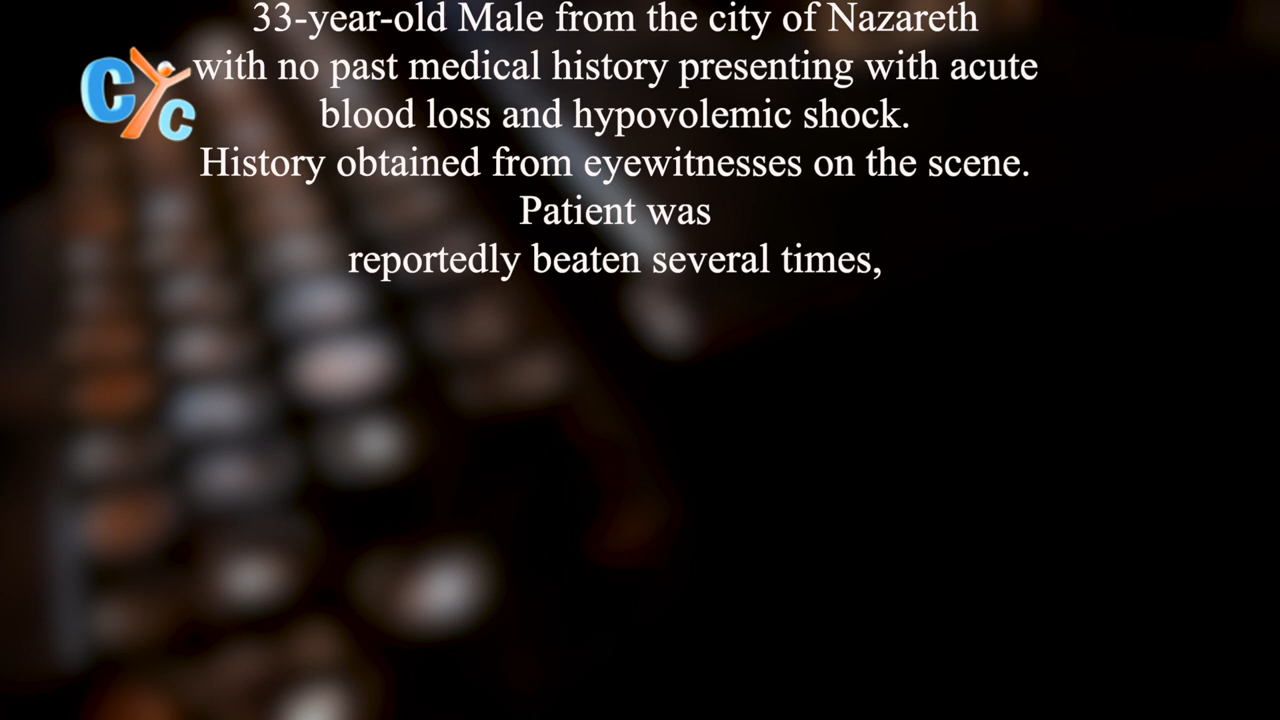 33-year-old Male from the city of Nazareth
CYC
with no past medical history presenting with acute
blood loss and hypovolemic shock.
History obtained from eyewitnesses on the scene.
Patient was
reportedly beaten several times,